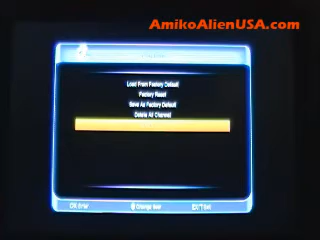 AmikoAlienUSA.com
Load From Factory Default
Factory Reset
Save As Factory Default
Delete All Channel